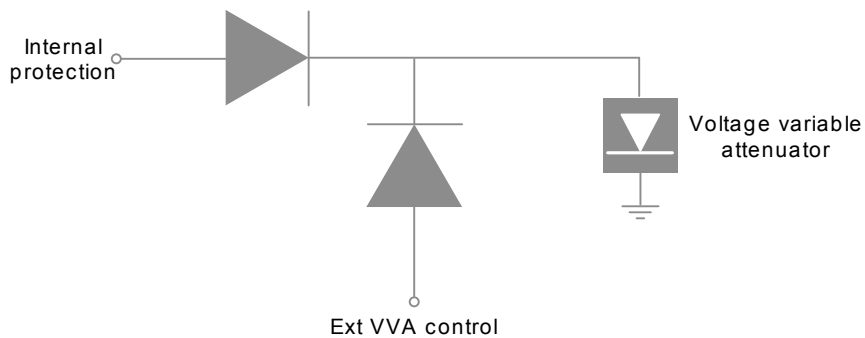 Internal
protection
Voltage variable
attenuator
Ext VVA control